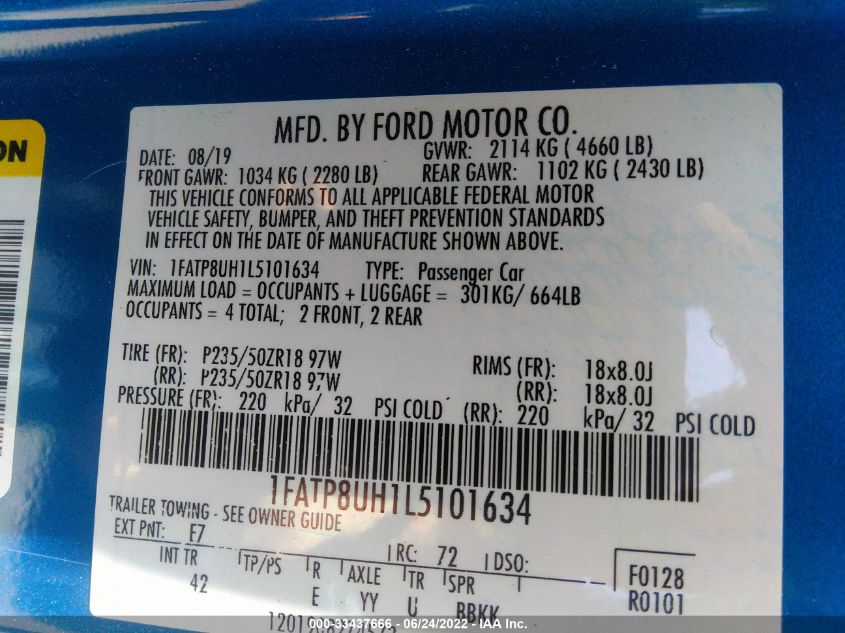 ON
MFD. BY FORD MOTOR CO.
DATE: 08/19 GVWR: 2114 KG ( 4660 LB)
FRONT GAWR: 1034 KG ( 2280 LB) REAR GAWR: 1102 KG ( 2430 LB)
THIS VEHICLE CONFORMS TO ALL APPLICABLE FEDERAL MOTOR
VEHICLE SAFETY, BUMPER, AND THEFT PREVENTION STANDARDS
IN EFFECT ON THE DATE OF MANUFACTURE SHOWN ABOVE.
VIN: 1FATP8UH1L5101634 TYPE: Passenger Car
MAXIMUM LOAD = OCCUPANTS + LUGGAGE = 301KG/ 664LB
OCCUPANTS = 4 TOTAL; 2 FRONT, 2 REAR
TIRE (FR): P235/50ZR18 97W RIMS (FR): 18x8.0J
(RR): P235/50ZR18 97W (RR): 18x8.0J
PRESSURE (FR): 220 kPa/ 32 PSI COLD (RR): 220 kPa/ 32 PSI COLD
1FATP8UH1L5101634
TRAILER TOWING - SEE OWNER GUIDE
EXT PNT: E7 RC: 72 DSO:
INT TR TP/PS R AXLE TR SPR F0128
42 E YY U BBKK R0101
000-33437666 - 06/24/2022 - IAA Inc.